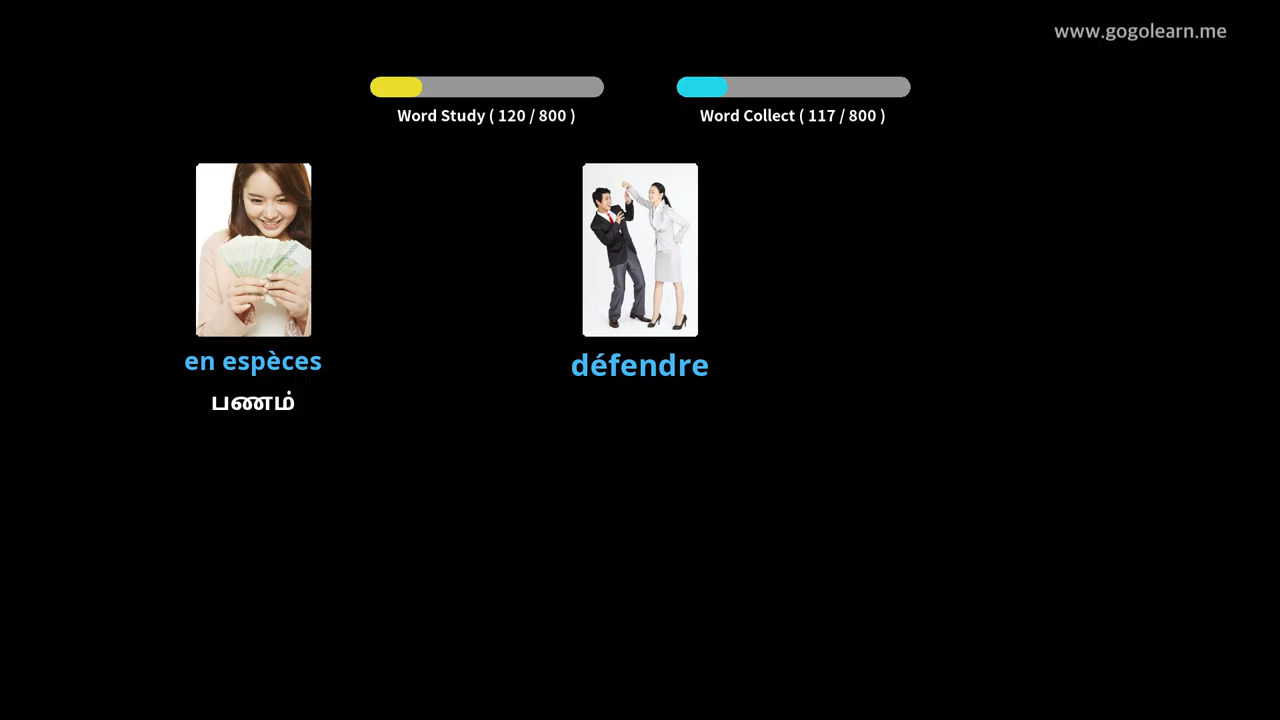 www.gogolearn.me
Word Study ( 120 / 800 )
Word Collect ( 117 / 800 )
en espèces
défendre
பணம்